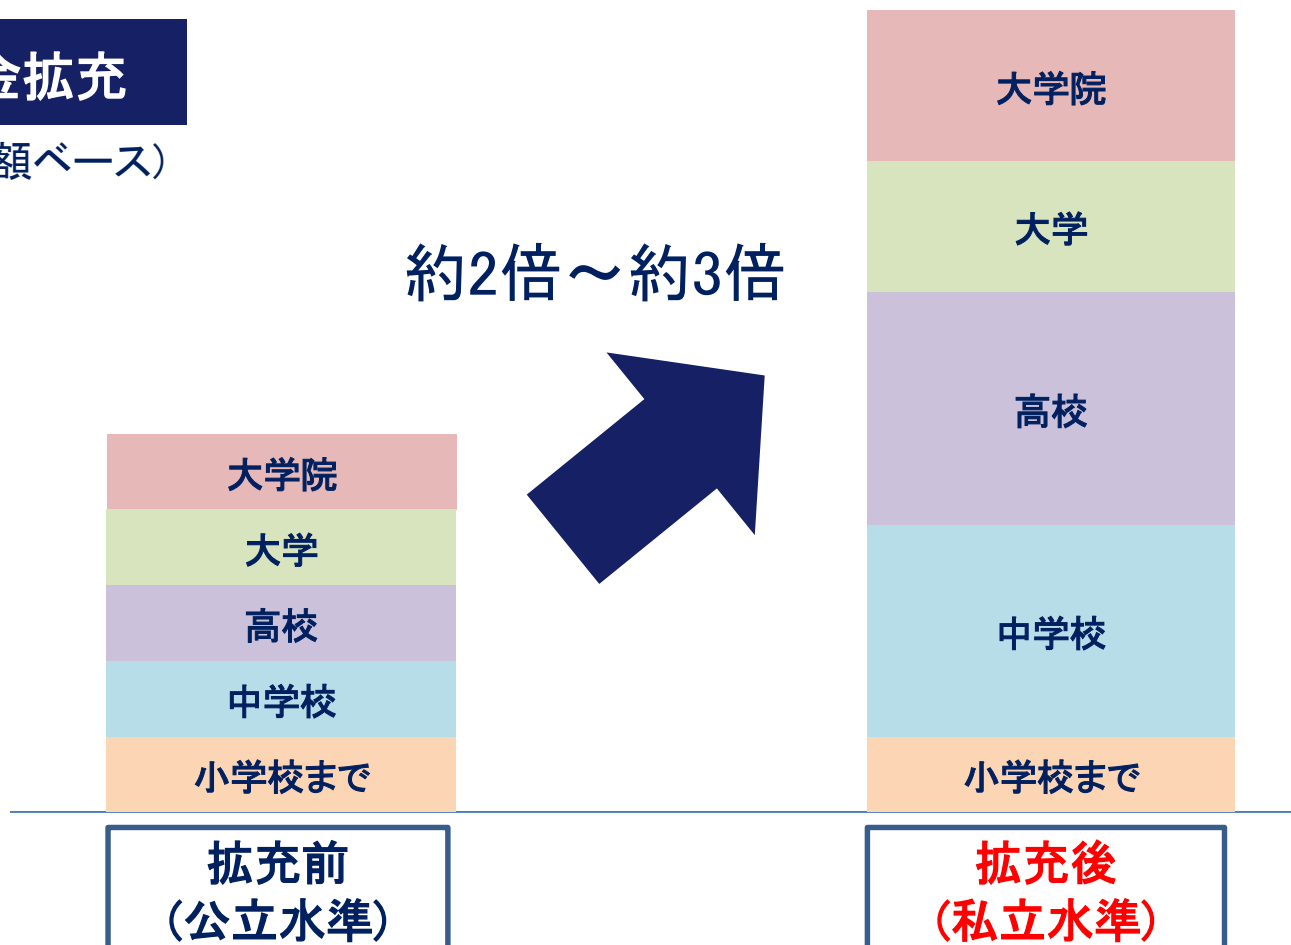 金拡充
額ベース）
約2倍～約3倍
大学院
大学
高校
中学校
小学校まで
大学院
大学
高校
中学校
小学校まで
拡充前
（公立水準）
拡充後
（私立水準）